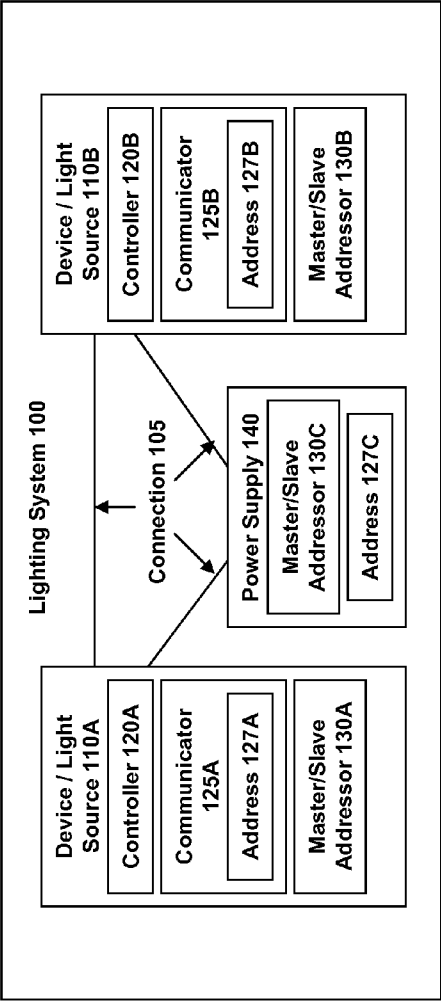 Lighting System 100
Device / Light
Source 110A
Controller 120A
Communicator
125A
Address 127A
Master/Slave
Addressor 130A
Connection 105
Power Supply 140
Master/Slave
Addressor 130C
Address 127C
Device / Light
Source 110B
Controller 120B
Communicator
125B
Address 127B
Master/Slave
Addressor 130B